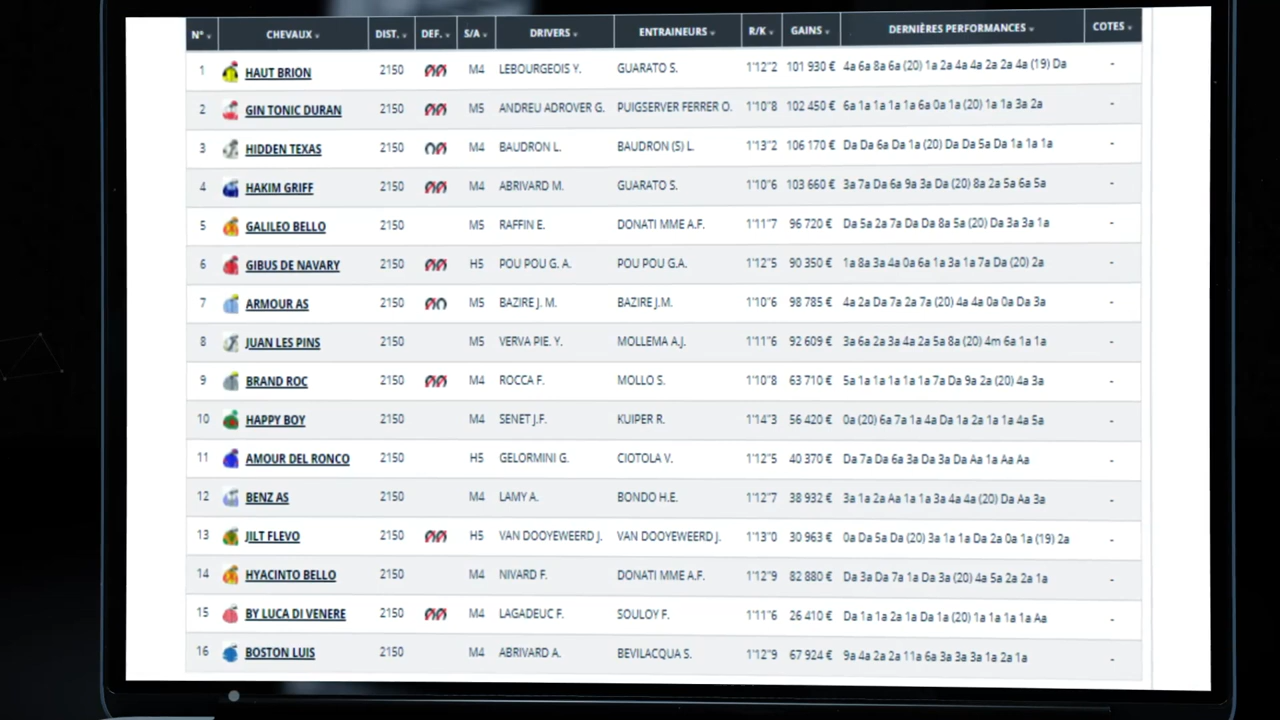 N° CHEVAUX DIST. DEF. S/A DRIVERS ENTRAINEURS R/K GAINS DERNIÈRES PERFORMANCES COTES
1 HAUT BRION 2150 M4 LEBOURGEOIS Y. GUARATO S. 1'12"2 101 930 € 4a 6a 8a 6a (20) 1a 2a 4a 4a 2a 2a 4a (19) Da -
2 GIN TONIC DURAN 2150 M5 ANDREU ADROVER G. PUIGSERVER FERRER O. 1'10"8 102 450 € 6a 1a 1a 1a 1a 6a 0a 1a (20) 1a 1a 3a 2a -
3 HIDDEN TEXAS 2150 M4 BAUDRON L. BAUDRON (S) L. 1'13"2 106 170 € Da Da 6a Da 1a (20) Da Da 5a Da 1a 1a 1a -
4 HAKIM GRIFF 2150 M4 ABRIVARD M. GUARATO S. 1'10"6 103 660 € 3a 7a Da 6a 9a 3a Da (20) 8a 2a 5a 6a 5a -
5 GALILEO BELLO 2150 M5 RAFFIN E. DONATI MME A.F. 1'11"7 96 720 € Da 5a 2a 7a Da Da 8a 5a (20) Da 3a 3a 1a -
6 GIBUS DE NAVARY 2150 H5 POU POU G. A. POU POU G.A. 1'12"5 90 350 € 1a 8a 3a 4a 0a 6a 1a 3a 1a 7a Da (20) 2a -
7 ARMOUR AS 2150 M5 BAZIRE J. M. BAZIRE J.M. 1'10"6 98 785 € 4a 2a Da 7a 2a 7a (20) 4a 4a 0a 0a Da 3a -
8 JUAN LES PINS 2150 M5 VERVA PIE. Y. MOLLEMA A.J. 1'11"6 92 609 € 3a 6a 2a 3a 4a 2a 5a 8a (20) 4m 6a 1a 1a -
9 BRAND ROC 2150 M4 ROCCA F. MOLLO S. 1'10"8 63 710 € 5a 1a 1a 1a 1a 1a 7a Da 9a 2a (20) 4a 3a -
10 HAPPY BOY 2150 M4 SENET J.F. KUIPER R. 1'14"3 56 420 € 0a (20) 6a 7a 1a 4a Da 1a 2a 1a 1a 4a 5a -
11 AMOUR DEL RONCO 2150 H5 GELORMINI G. CIOTOLA V. 1'12"5 40 370 € Da 7a Da 6a 3a Da 3a Da Aa 1a Aa Aa -
12 BENZ AS 2150 M4 LAMY A. BONDO H.E. 1'12"7 38 932 € 3a 1a 2a Aa 1a 1a 3a 4a 4a (20) Da Aa 3a -
13 JILT FLEVO 2150 H5 VAN DOOYEWEERD J. VAN DOOYEWEERD J. 1'13"0 30 963 € 0a Da 5a Da (20) 3a 1a 1a Da 2a 0a 1a (19) 2a -
14 HYACINTO BELLO 2150 M4 NIVARD F. DONATI MME A.F. 1'12"9 82 880 € Da 3a Da 7a 1a Da 3a (20) 4a 5a 2a 2a 1a -
15 BY LUCA DI VENERE 2150 M4 LAGADEUC F. SOULOY F. 1'11"6 26 410 € Da 1a 1a 2a 1a Da 1a (20) 1a 1a 1a 1a Aa -
16 BOSTON LUIS 2150 M4 ABRIVARD A. BEVILACQUA S. 1'12"9 67 924 € 9a 4a 2a 2a 11a 6a 3a 3a 3a 1a 2a 1a -